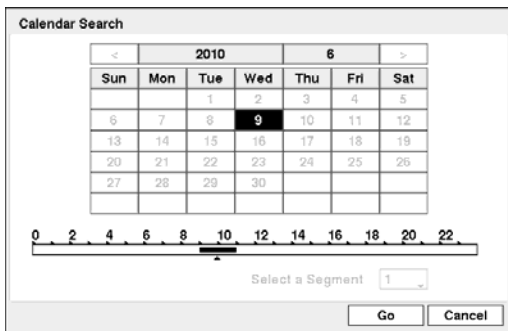 Calendar Search
< 2010 6 >
Sun Mon Tue Wed Thu Fri Sat
1 2 3 4 5
6 7 8 9 10 11 12
13 14 15 16 17 18 19
20 21 22 23 24 25 26
27 28 29 30
0 2 4 6 8 10 12 14 16 18 20 22
Select a Segment 1
Go Cancel